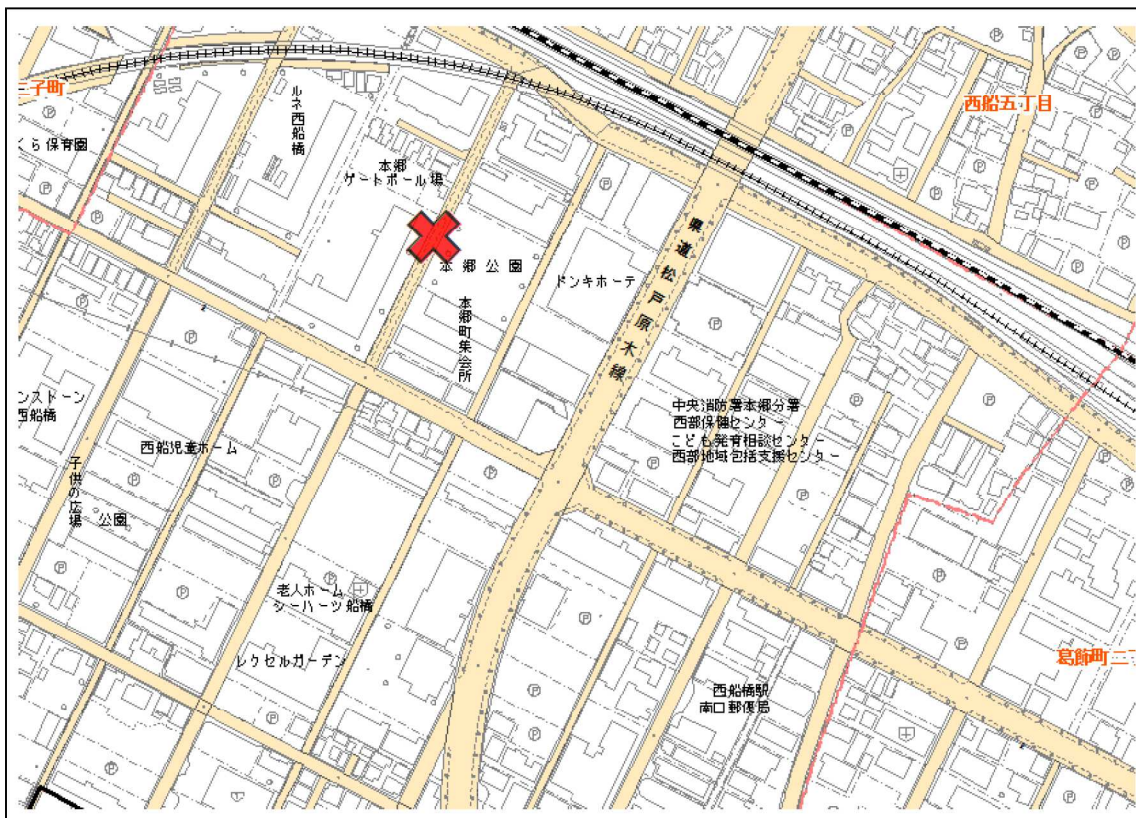 二子町
西船五丁目
くら保育園
ルネ西船橋
本郷
ゲートボール場
本郷公園
本郷町集会所
ドンキホーテ
県道松戸原木線
ンストーン
西船橋
西船児童ホーム
子供の広場
公園
中央消防署本郷分署
西部保健センター
こども発育相談センター
西部地域包括支援センター
老人ホーム
シーハーツ船橋
レクセルガーデン
西船橋駅
南口郵便局
葛飾町二丁